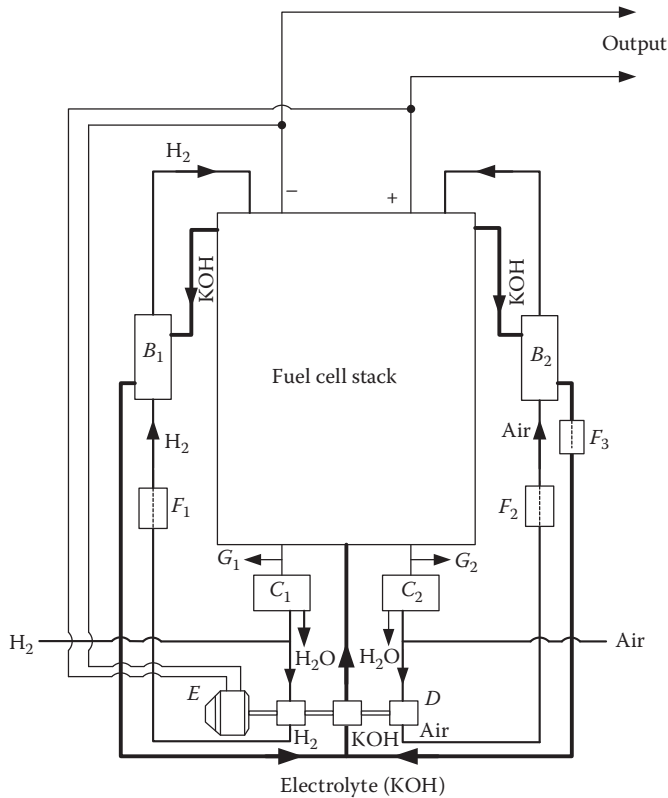 Output
H₂
−
+
KOH
KOH
B₁
B₂
Fuel cell stack
H₂
Air
F₃
F₁
F₂
G₁
G₂
C₁
C₂
H₂
H₂O
H₂O
Air
E
D
H₂
KOH
Air
Electrolyte (KOH)